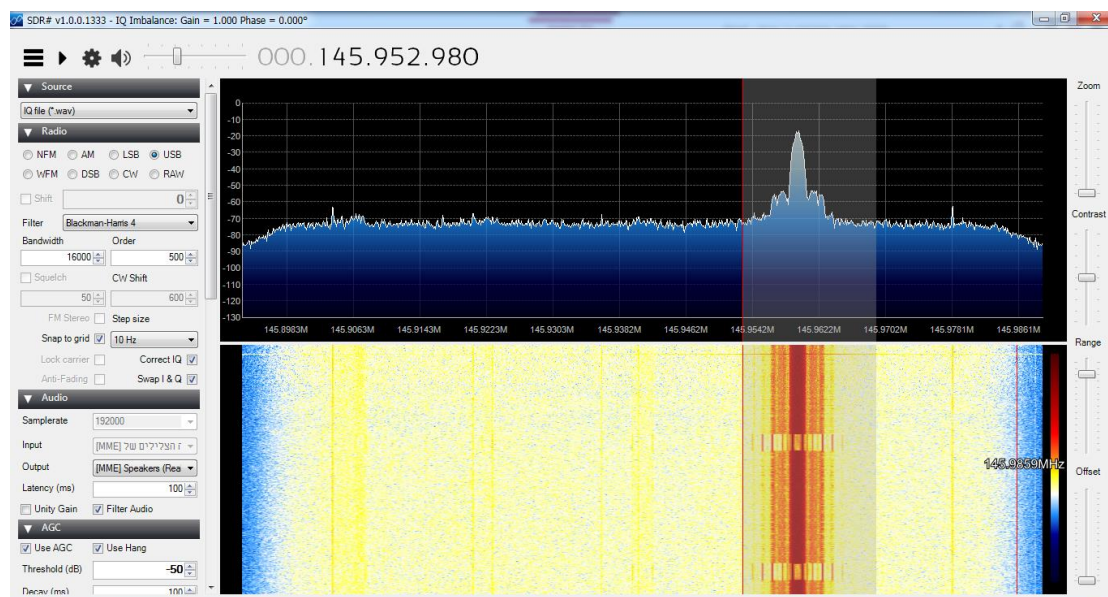 SDR# v1.0.0.1333 - IQ Imbalance: Gain = 1.000 Phase = 0.000°
000.145.952.980
Source
IQ file (*.wav)
Radio
NFM AM LSB USB
WFM DSB CW RAW
Shift 0
Filter Blackman-Harris 4
Bandwidth Order
16000 500
Squelch CW Shift
50 600
FM Stereo Step size
Snap to grid 10 Hz
Lock carrier Correct IQ
Anti-Fading Swap I & Q
Audio
Samplerate 192000
Input [MME] הצלילים של
Output [MME] Speakers (Rea
Latency (ms) 100
Unity Gain Filter Audio
AGC
Use AGC Use Hang
Threshold (dB) -50
Decay (ms) 100
0
-10
-20
-30
-40
-50
-60
-70
-80
-90
-100
-110
-120
-130
145.8983M 145.9063M 145.9143M 145.9223M 145.9303M 145.9382M 145.9462M 145.9542M 145.9622M 145.9702M 145.9781M 145.9861M
145.9859MHz
Zoom
Contrast
Range
Offset